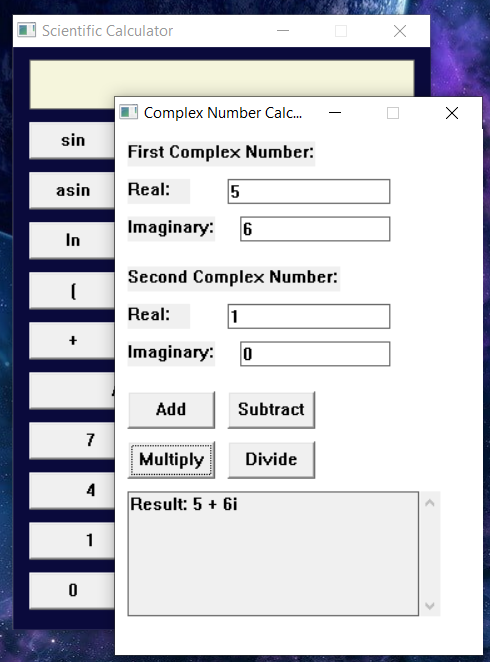 Scientific Calculator
Complex Number Calc...
sin
asin
ln
(
+
7
4
1
0
First Complex Number:
Real: 5
Imaginary: 6
Second Complex Number:
Real: 1
Imaginary: 0
Add Subtract
Multiply Divide
Result: 5 + 6i